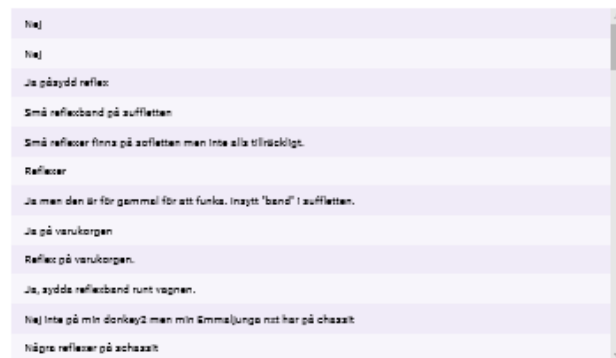 Nej
Nej
Ja påsydd reflex
Små reflexband på suffletten
Små reflexer finns på sofletten men inte alls tillräckligt.
Reflexer
Ja men den är för gammal för att funka. Insytt "band" i suffletten.
Ja på varukorgen
Reflex på varukorgen.
Ja, sydda reflexband runt vagnen.
Nej inte på min donkey2 men min Emmaljunga nxt har på chassit
Några reflexer på schassit